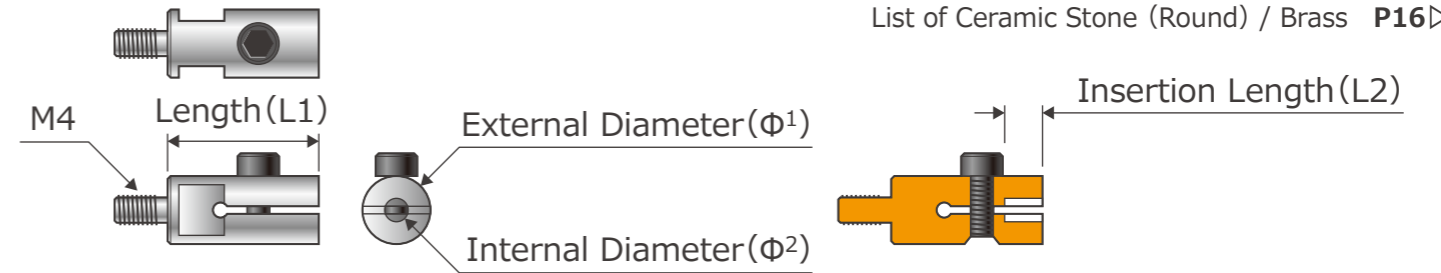 List of Ceramic Stone (Round) / Brass P16▷
M4
Length(L1)
External Diameter(Φ¹)
Internal Diameter(Φ²)
Insertion Length(L2)